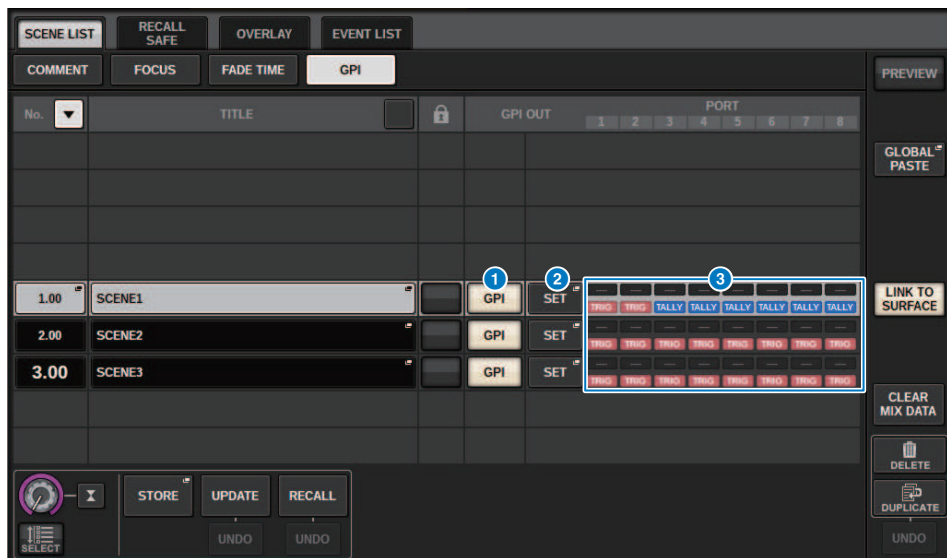 SCENE LIST RECALL SAFE OVERLAY EVENT LIST
COMMENT FOCUS FADE TIME GPI PREVIEW
No. TITLE GPI OUT PORT
1 2 3 4 5 6 7 8
GLOBAL PASTE
1 2 3
1.00 SCENE1 GPI SET — — — — — — — —
TRIG TRIG TALLY TALLY TALLY TALLY TALLY TALLY
LINK TO SURFACE
2.00 SCENE2 GPI SET — — — — — — — —
TRIG TRIG TRIG TRIG TRIG TRIG TRIG TRIG
3.00 SCENE3 GPI SET — — — — — — — —
TRIG TRIG TRIG TRIG TRIG TRIG TRIG TRIG
CLEAR MIX DATA
DELETE
STORE UPDATE RECALL DUPLICATE
SELECT UNDO UNDO UNDO